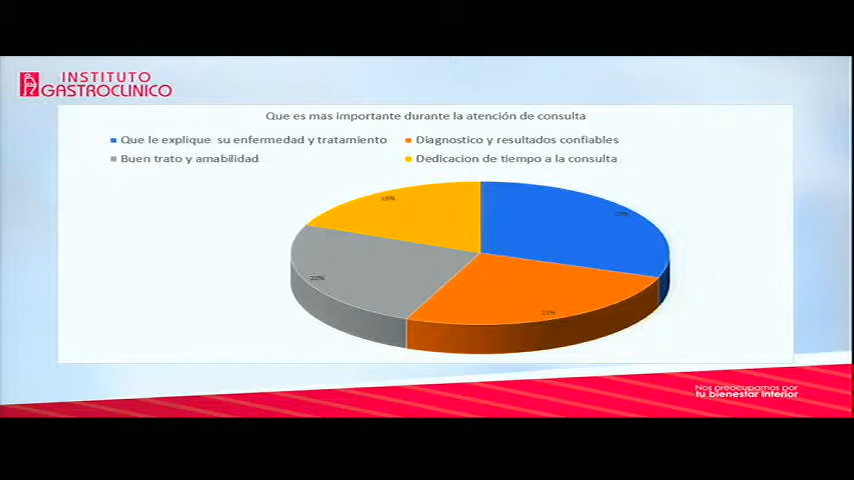 INSTITUTO
GASTROCLINICO
Que es mas importante durante la atención de consulta
Que le explique su enfermedad y tratamiento
Diagnostico y resultados confiables
Buen trato y amabilidad
Dedicacion de tiempo a la consulta
Nos preocupamos por
tu bienestar interior